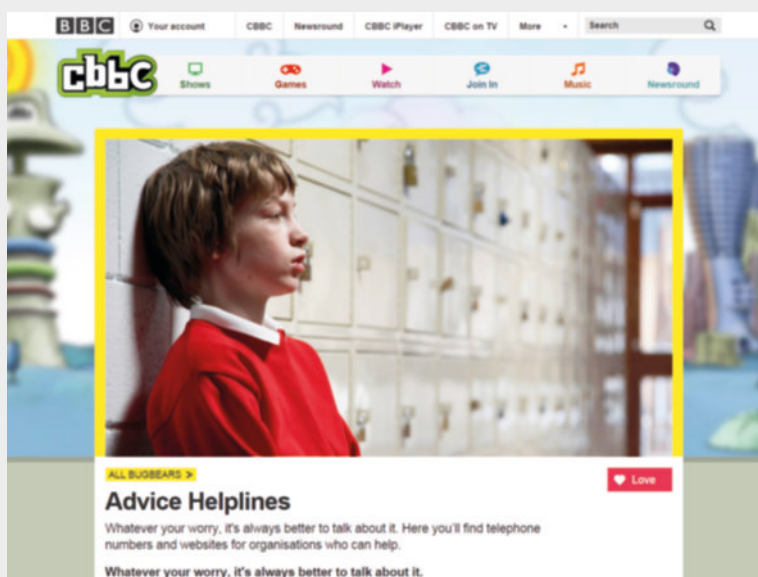 BBC Your account CBBC Newsround CBBC iPlayer CBBC on TV More Search
cbbc
Shows Games Watch Join In Music Newsround
ALL BUGBEARS >
Love
Advice Helplines
Whatever your worry, it's always better to talk about it. Here you'll find telephone
numbers and websites for organisations who can help.
Whatever your worry, it's always better to talk about it.